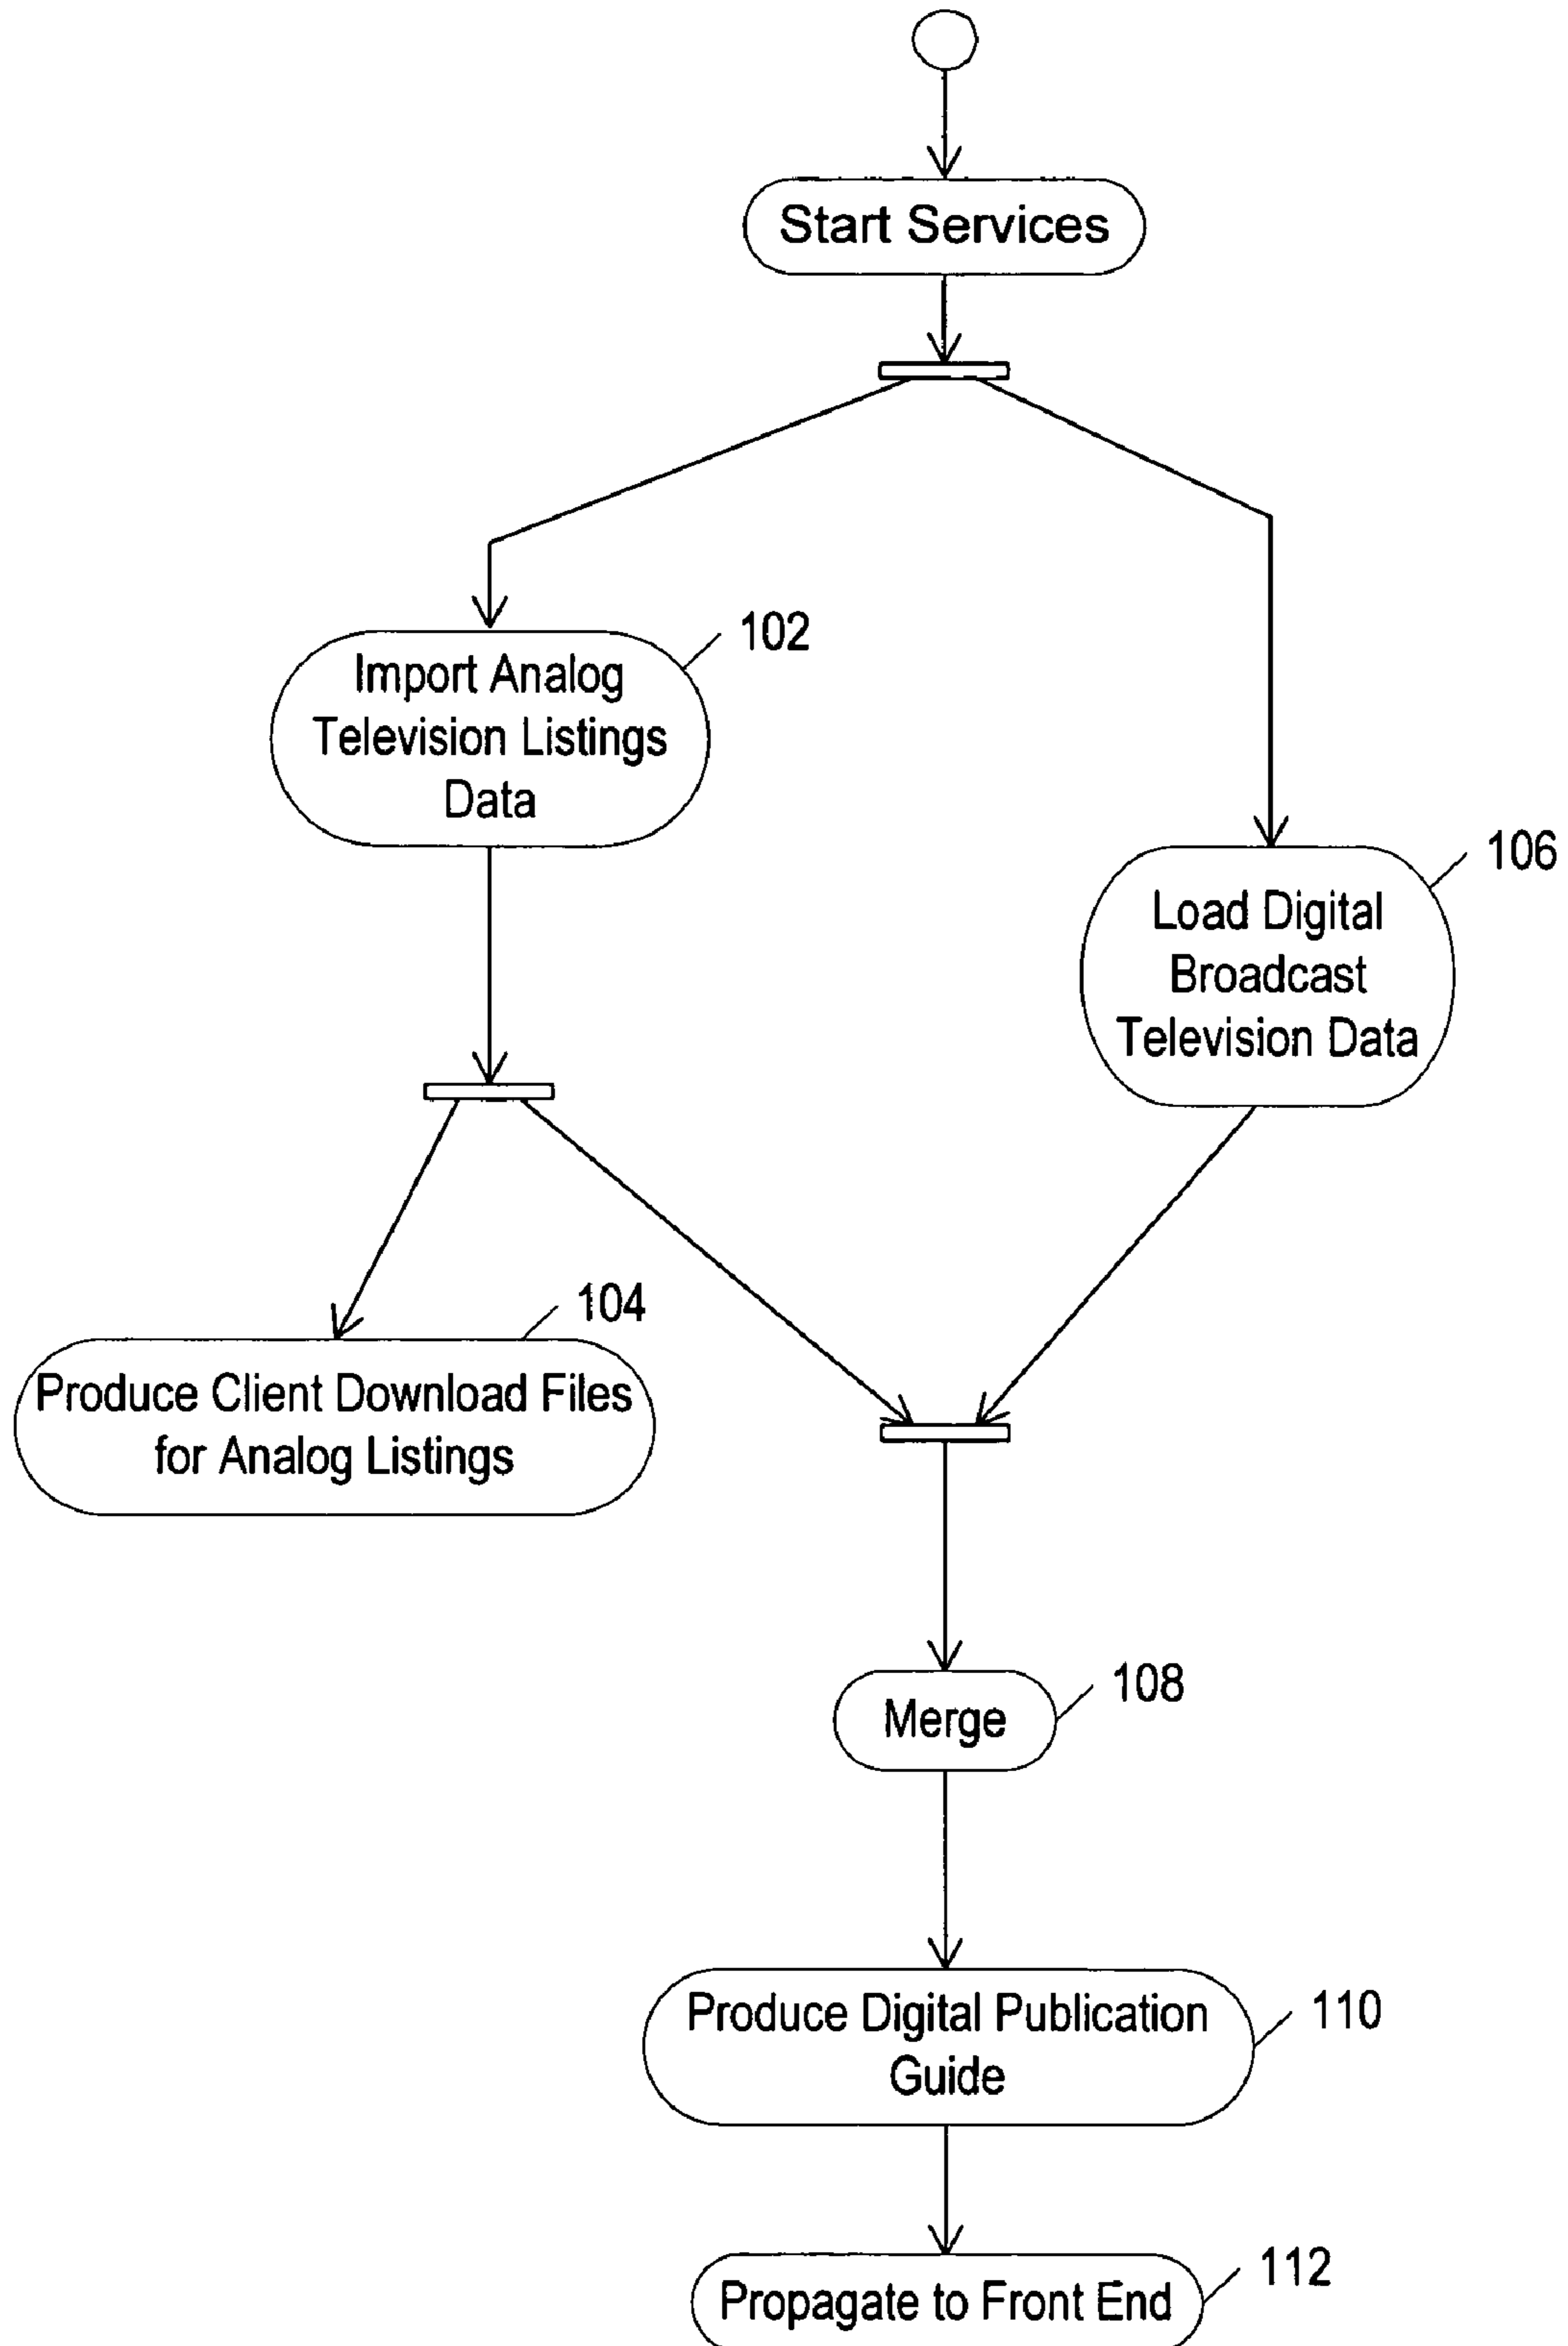 Start Services
102
Import Analog
Television Listings
Data
106
Load Digital
Broadcast
Television Data
104
Produce Client Download Files
for Analog Listings
108
Merge
110
Produce Digital Publication
Guide
112
Propagate to Front End